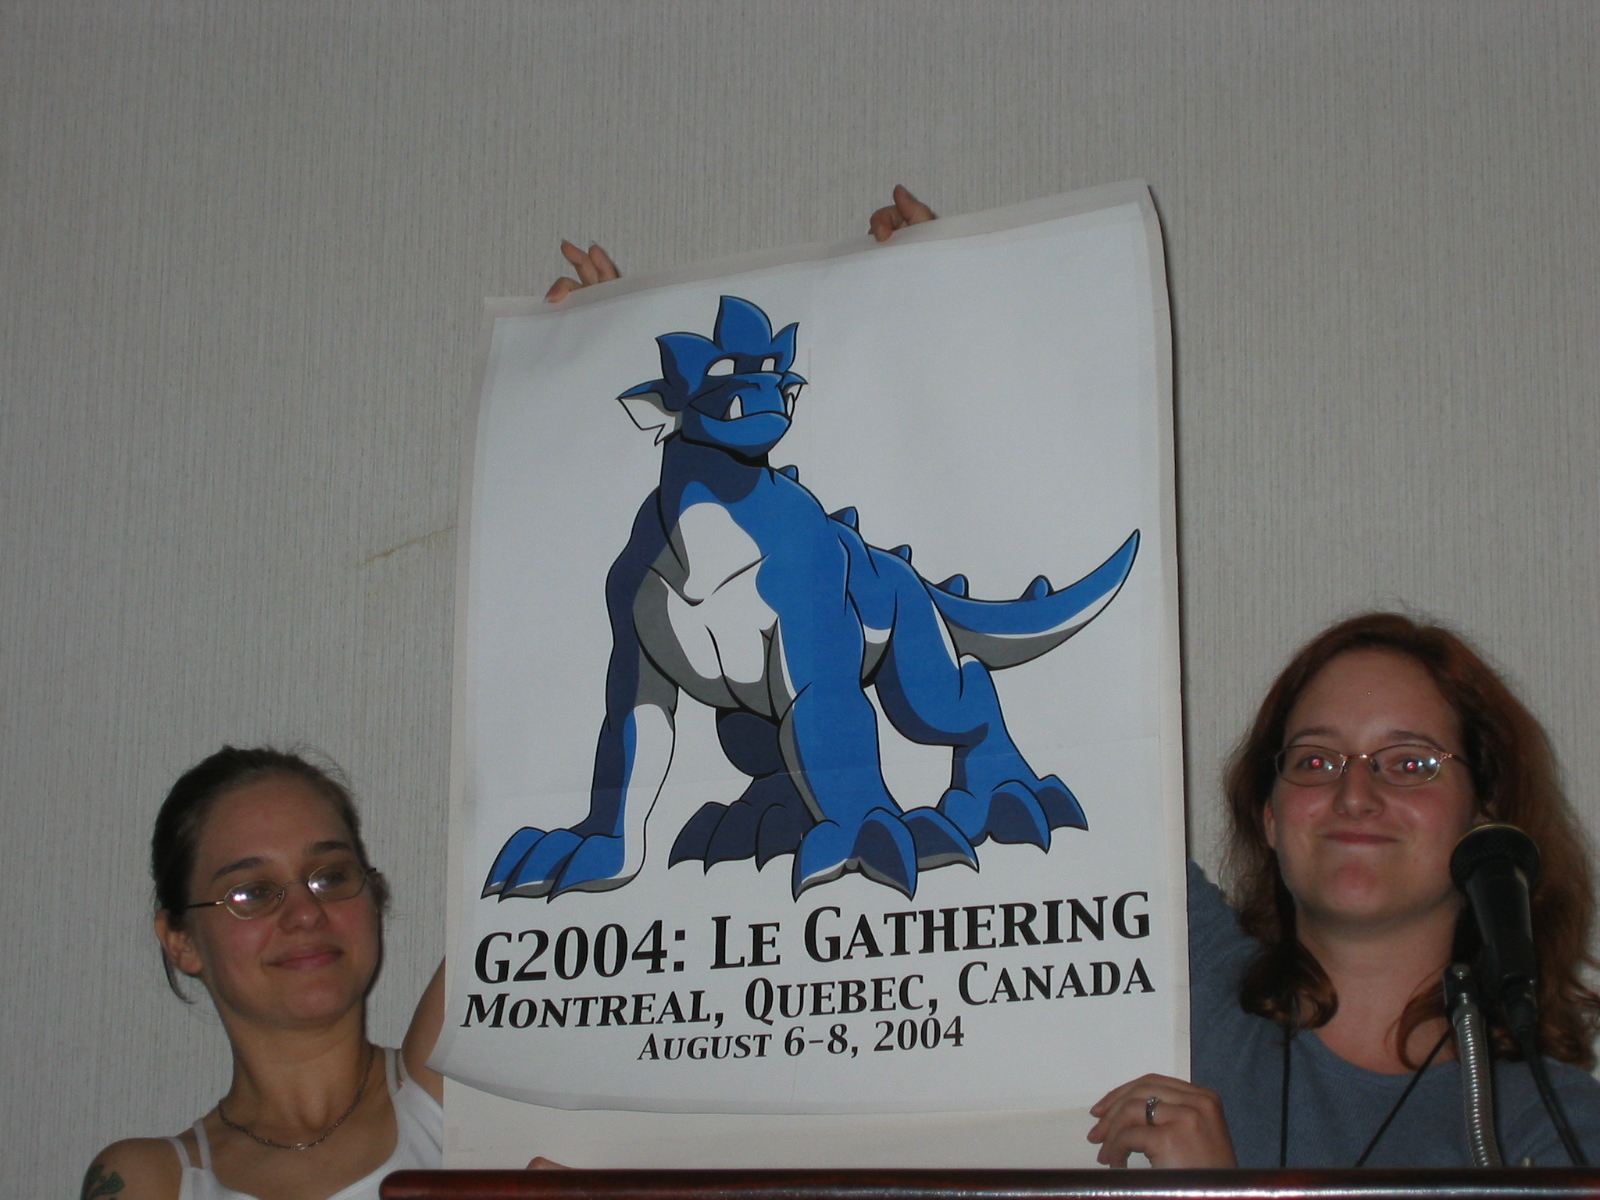 G2004: Le Gathering
Montreal, Quebec, Canada
August 6-8, 2004